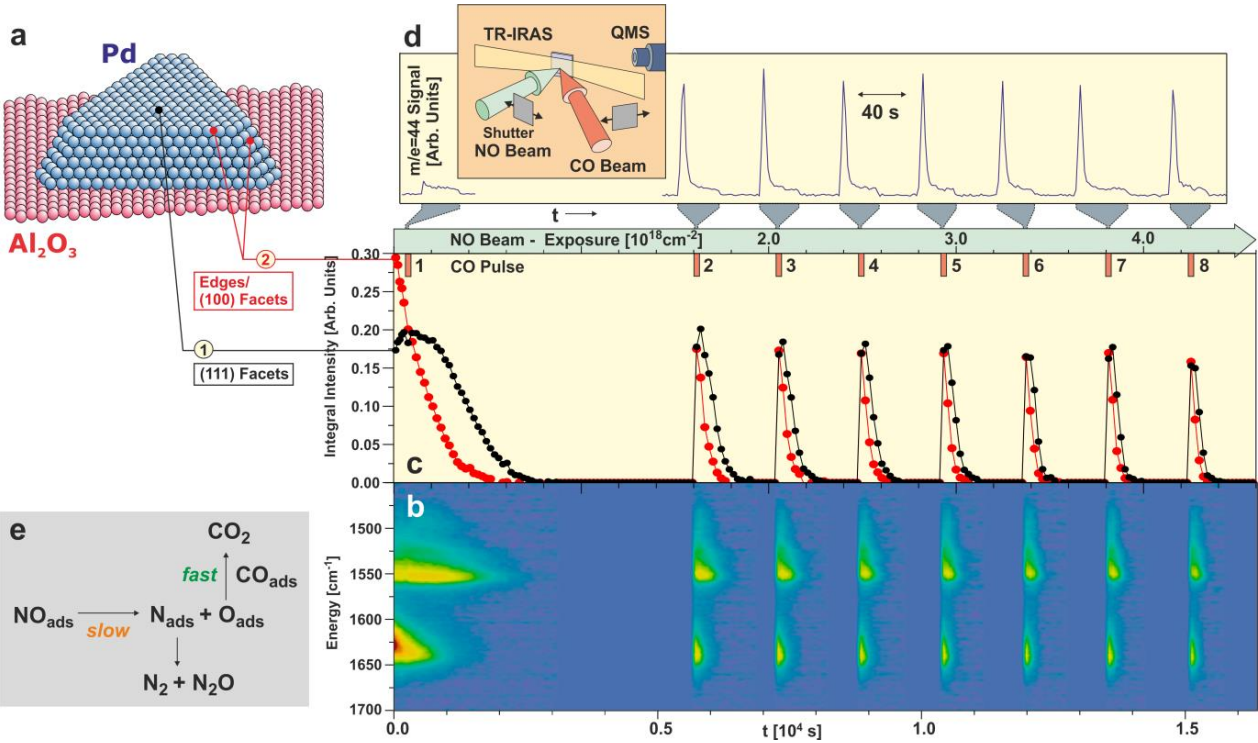 a
Pd
Al2O3
2
Edges/
(100) Facets
1
(111) Facets
d
TR-IRAS
QMS
Shutter
NO Beam
CO Beam
m/e=44 Signal
[Arb. Units]
40 s
t
NO Beam - Exposure [10^18cm^-2]
2.0
3.0
4.0
CO Pulse
1
2
3
4
5
6
7
8
Integral Intensity [Arb. Units]
0.30
0.25
0.20
0.15
0.10
0.05
0.00
c
b
Energy [cm^-1]
1500
1550
1600
1650
1700
0.0
0.5
1.0
1.5
t [10^4 s]
e
CO2
fast
COads
NOads
slow
Nads + Oads
N2 + N2O